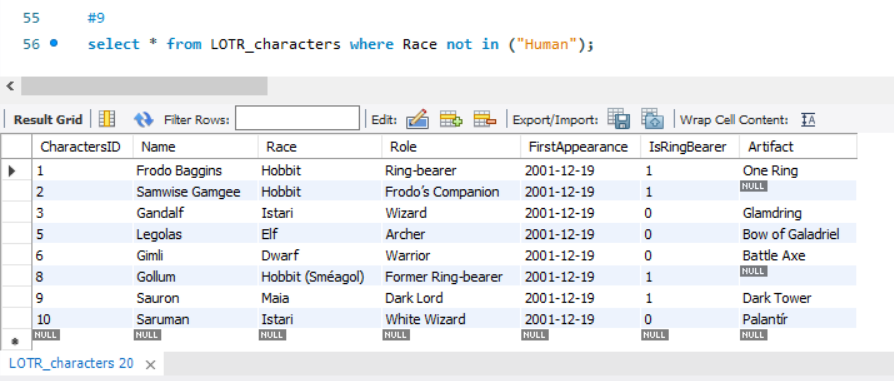 55 #9
56 select * from LOTR_characters where Race not in ("Human");
Result Grid Filter Rows: Edit: Export/Import: Wrap Cell Content:
CharactersID Name Race Role FirstAppearance IsRingBearer Artifact
1 Frodo Baggins Hobbit Ring-bearer 2001-12-19 1 One Ring
2 Samwise Gamgee Hobbit Frodo's Companion 2001-12-19 1 NULL
3 Gandalf Istari Wizard 2001-12-19 0 Glamdring
5 Legolas Elf Archer 2001-12-19 0 Bow of Galadriel
6 Gimli Dwarf Warrior 2001-12-19 0 Battle Axe
8 Gollum Hobbit (Sméagol) Former Ring-bearer 2001-12-19 1 NULL
9 Sauron Maia Dark Lord 2001-12-19 1 Dark Tower
10 Saruman Istari White Wizard 2001-12-19 0 Palantír
NULL NULL NULL NULL NULL NULL NULL
LOTR_characters 20